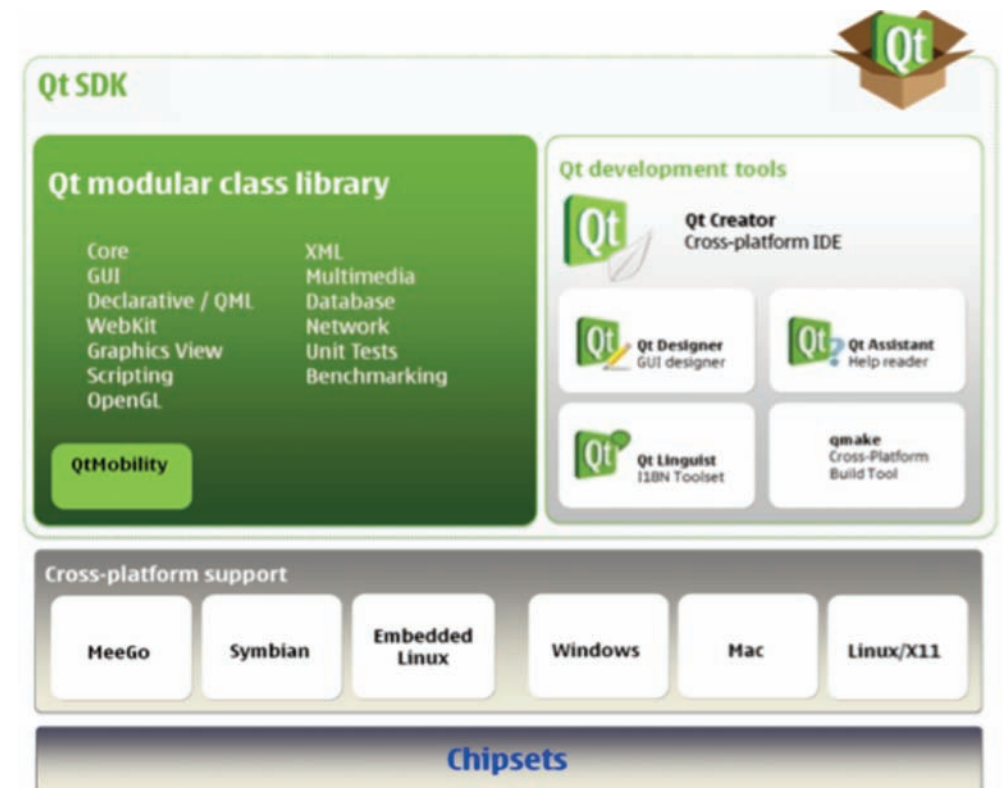 Qt
Qt SDK
Qt modular class library
Core
GUI
Declarative / QML
WebKit
Graphics View
Scripting
OpenGL
XML
Multimedia
Database
Network
Unit Tests
Benchmarking
QtMobility
Qt development tools
Qt
Qt Creator
Cross-platform IDE
Qt
Qt Designer
GUI designer
Qt
?
Qt Assistant
Help reader
Qt
Qt Linguist
I18N Toolset
qmake
Cross-Platform
Build Tool
Cross-platform support
MeeGo
Symbian
Embedded
Linux
Windows
Mac
Linux/X11
Chipsets